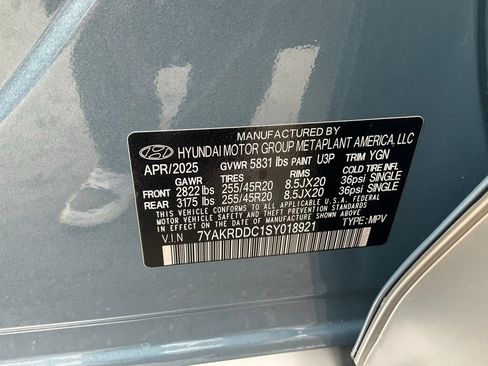 MANUFACTURED BY
HYUNDAI MOTOR GROUP METAPLANT AMERICA, LLC
APR/2025 GVWR 5831 lbs PAINT U3P TRIM YGN
GAWR TIRES RIMS COLD TIRE INFL.
FRONT 2822 lbs 255/45R20 8.5JX20 36psi SINGLE
REAR 3175 lbs 255/45R20 8.5JX20 36psi SINGLE
THIS VEHICLE CONFORMS TO ALL APPLICABLE FEDERAL
MOTOR VEHICLE SAFETY, BUMPER, AND THEFT PREVENTION
STANDARDS IN EFFECT ON THE DATE OF MANUFACTURE SHOWN ABOVE.
V.I.N 7YAKRDDC1SY018921 TYPE: MPV